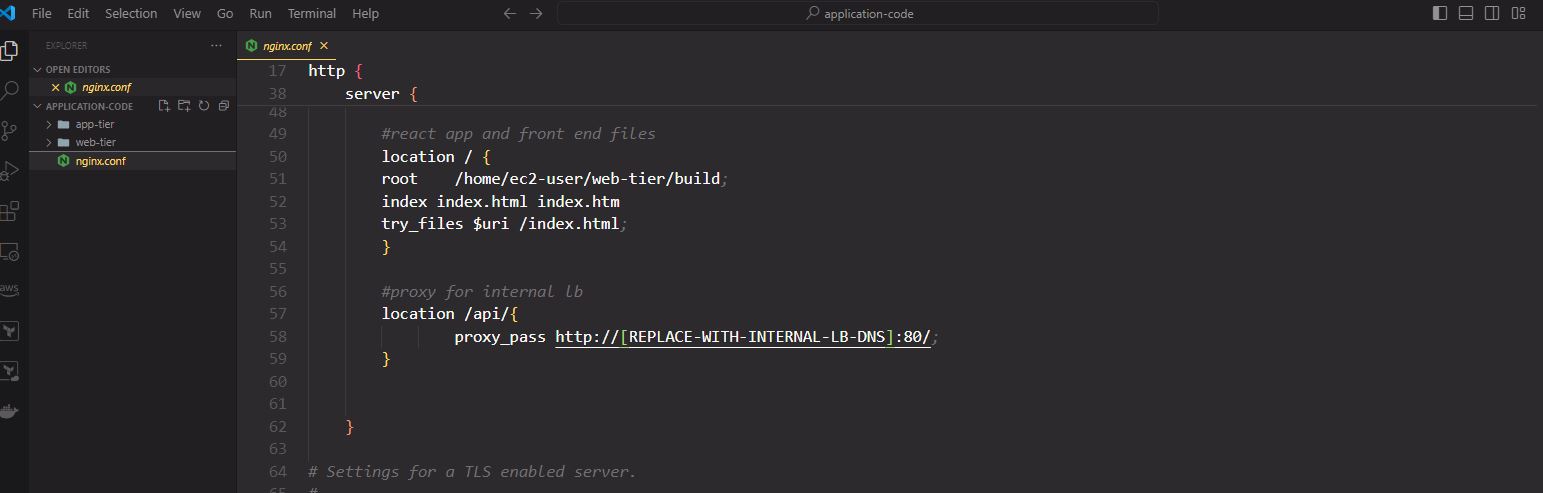 File Edit Selection View Go Run Terminal Help
application-code
EXPLORER
nginx.conf
OPEN EDITORS
nginx.conf
APPLICATION-CODE
app-tier
web-tier
nginx.conf
aws
17 http {
38 server {
48
49 #react app and front end files
50 location / {
51 root /home/ec2-user/web-tier/build;
52 index index.html index.htm
53 try_files $uri /index.html;
54 }
55
56 #proxy for internal lb
57 location /api/{
58 proxy_pass http://[REPLACE-WITH-INTERNAL-LB-DNS]:80/;
59 }
60
61
62 }
63
64 # Settings for a TLS enabled server.
65 #